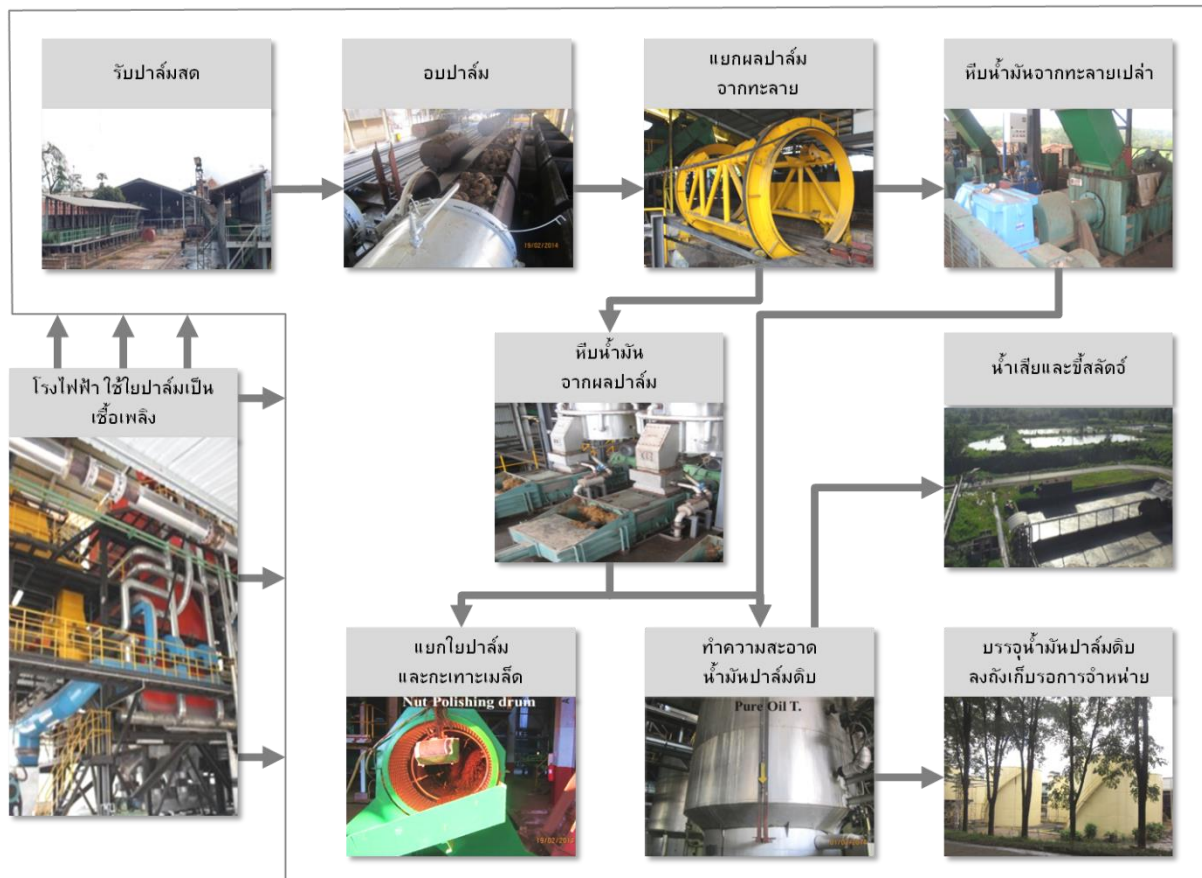 รับปาล์มสด
อบปาล์ม
แยกผลปาล์ม
จากทะลาย
หีบน้ำมันจากทะลายเปล่า
19/02/2014
โรงไฟฟ้า ใช้ใยปาล์มเป็น
เชื้อเพลิง
หีบน้ำมัน
จากผลปาล์ม
น้ำเสียและขี้สลัดจ์
แยกใยปาล์ม
และกะเทาะเมล็ด
ทำความสะอาด
น้ำมันปาล์มดิบ
บรรจุน้ำมันปาล์มดิบ
ลงถังเก็บรอการจำหน่าย
Nut Polishing drum
Pure Oil T.